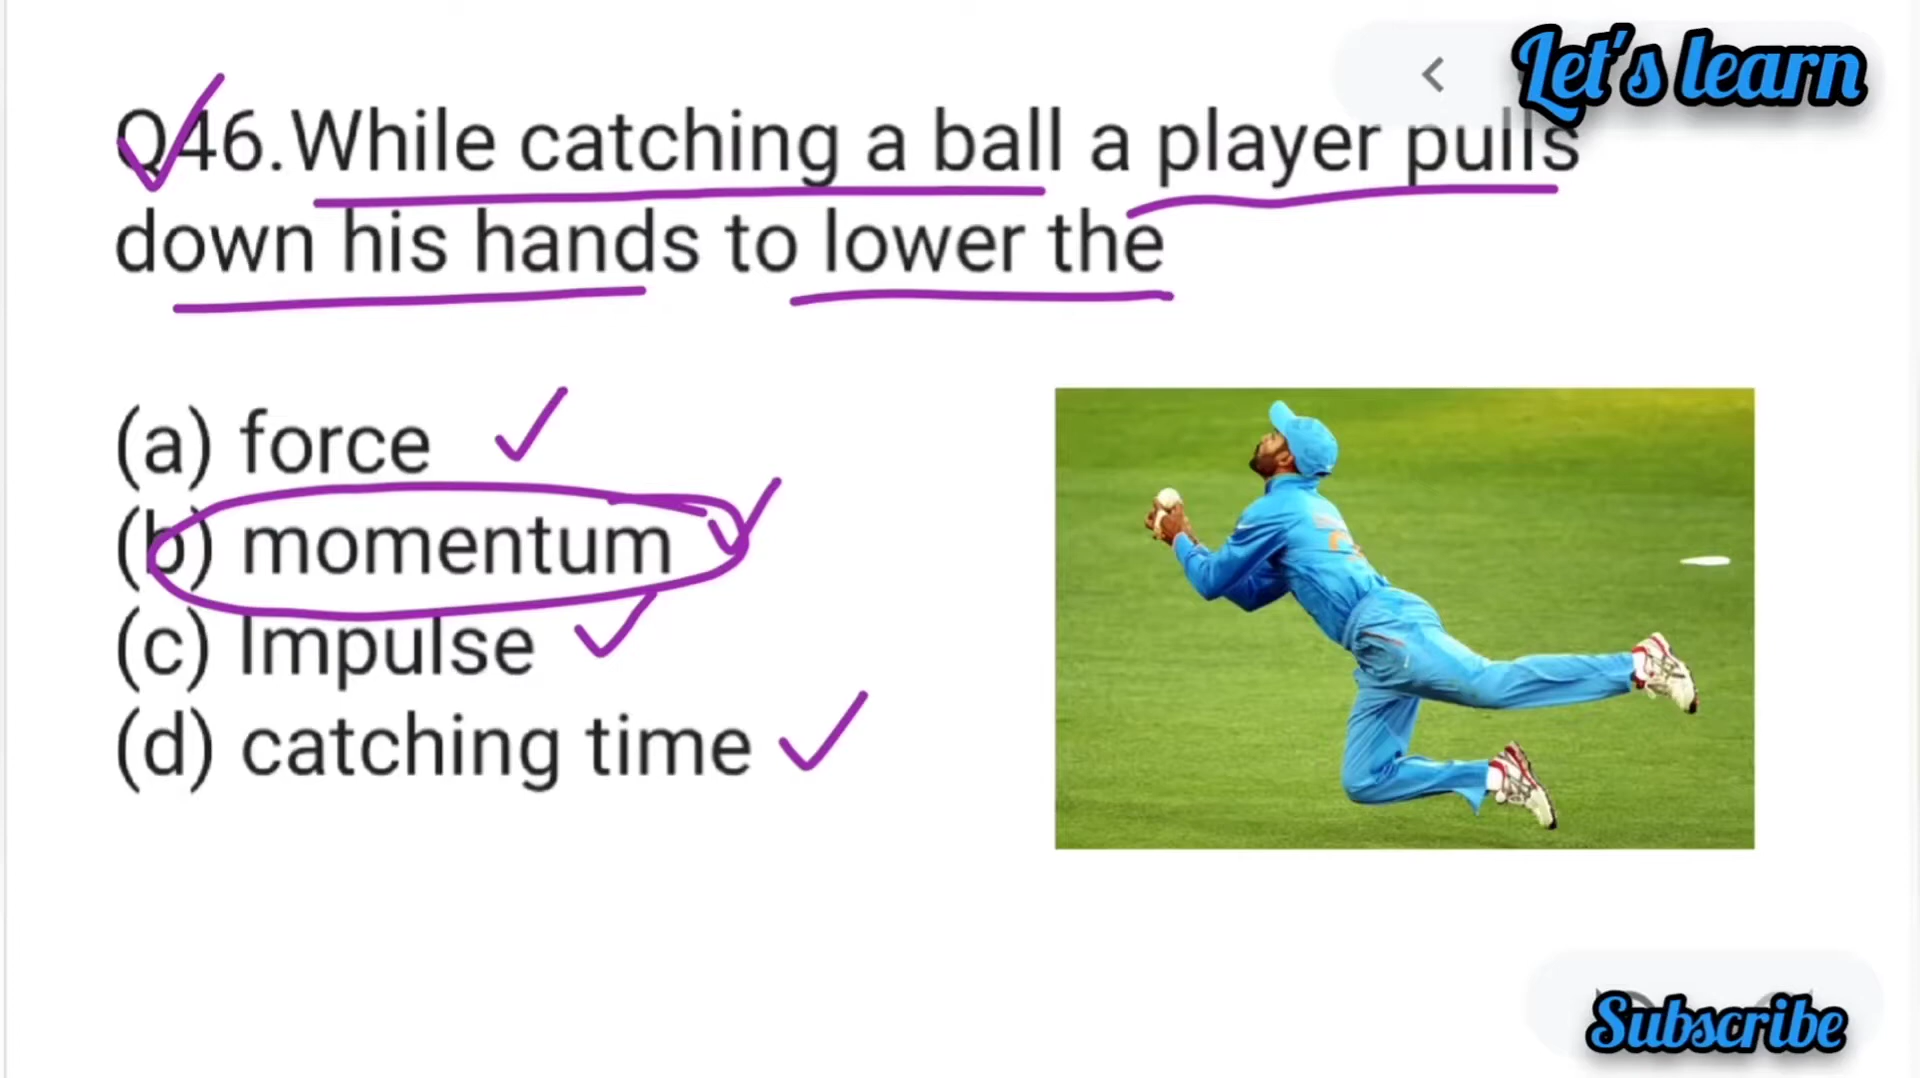 Let's learn
Q46.While catching a ball a player pulls
down his hands to lower the
(a) force
(b) momentum
(c) Impulse
(d) catching time
Subscribe